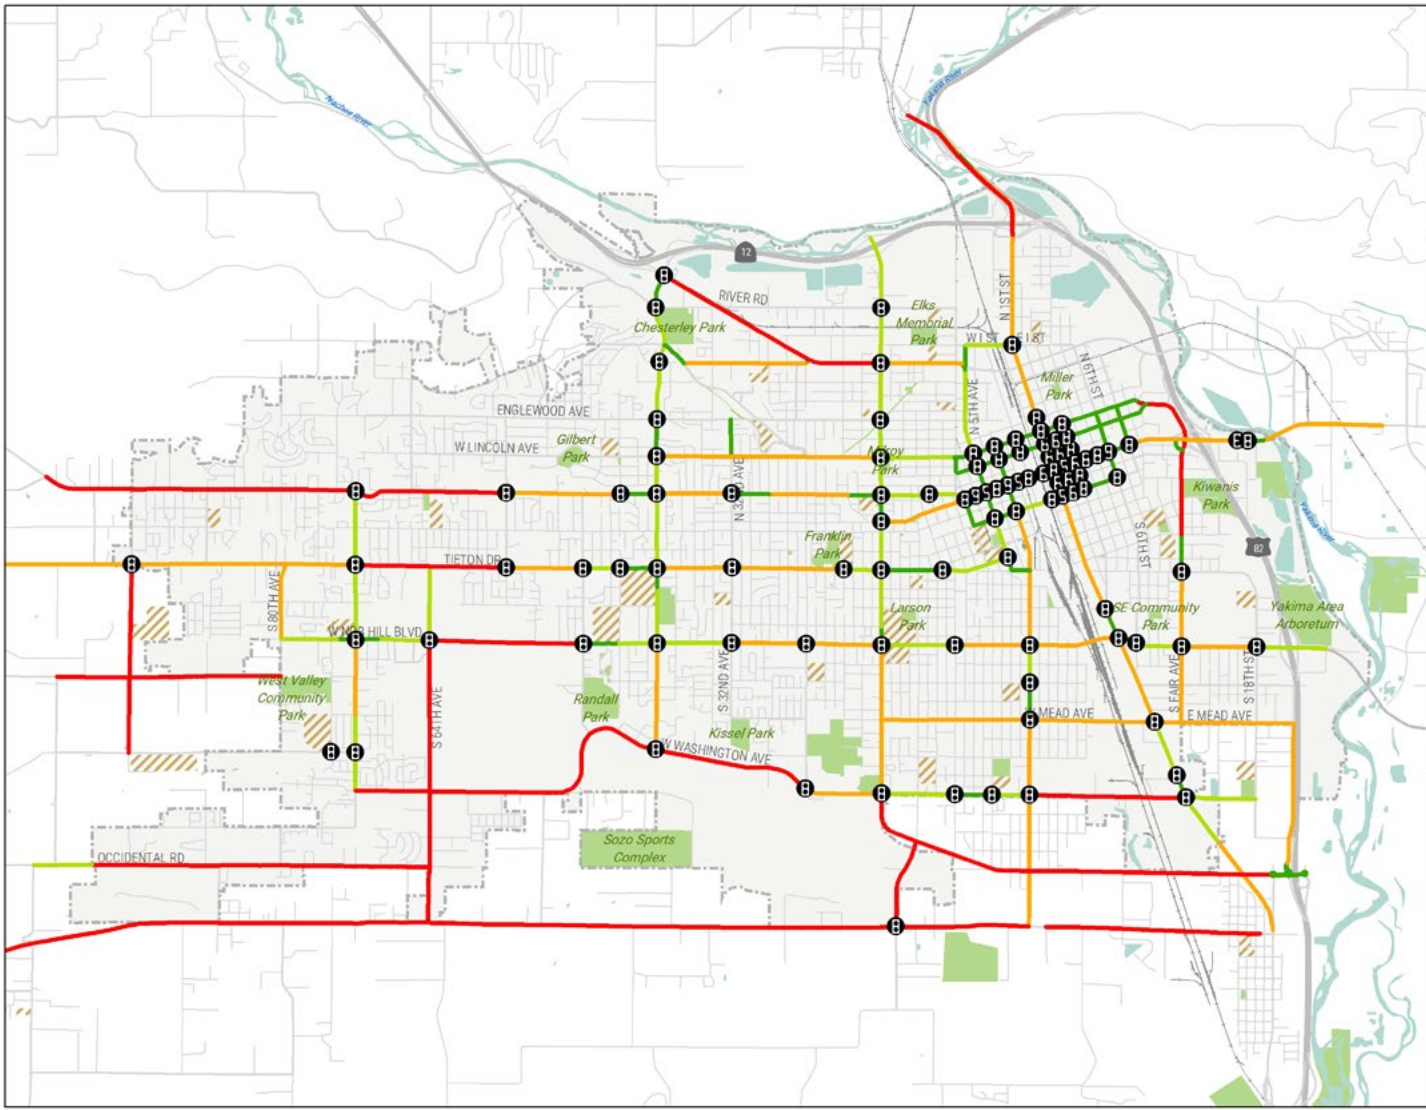 Yakima River
Naches River
12
RIVER RD
N 1ST ST
Elks
Memorial
Park
Chesterley Park
W I ST
E I ST
N 6TH ST
Miller
Park
N 5TH AVE
ENGLEWOOD AVE
Gilbert
Park
W LINCOLN AVE
Park
Kiwanis
Park
Yakima River
Franklin
Park
S 6TH ST
82
TIETON DR
S 80TH AVE
Larson
Park
SE Community
Park
Yakima Area
Arboretum
W NOB HILL BLVD
West Valley
Community
Park
S 64TH AVE
Randall
Park
S 32ND AVE
Kissel Park
S FAIR AVE
S 18TH ST
MEAD AVE
E MEAD AVE
W WASHINGTON AVE
Sozo Sports
Complex
OCCIDENTAL RD